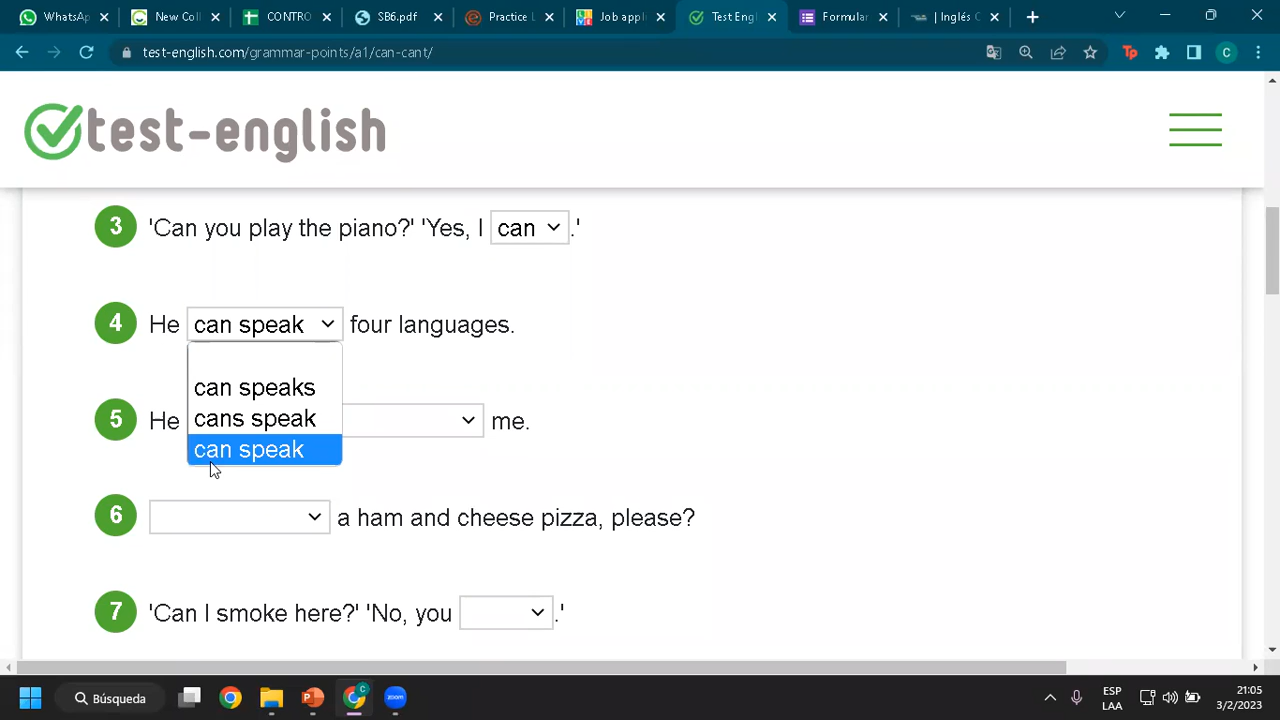 WhatsAp
New Coll
CONTRO
SB6.pdf
Practice L
Job appl
Test Engl
Formular
| Inglés C
test-english.com/grammar-points/a1/can-cant/
C
test-english
3 'Can you play the piano?' 'Yes, I can .'
4 He can speak four languages.
can speaks
cans speak
can speak
5 He me.
6 a ham and cheese pizza, please?
7 'Can I smoke here?' 'No, you .'
Búsqueda
zoom
ESP
LAA
21:05
3/2/2023